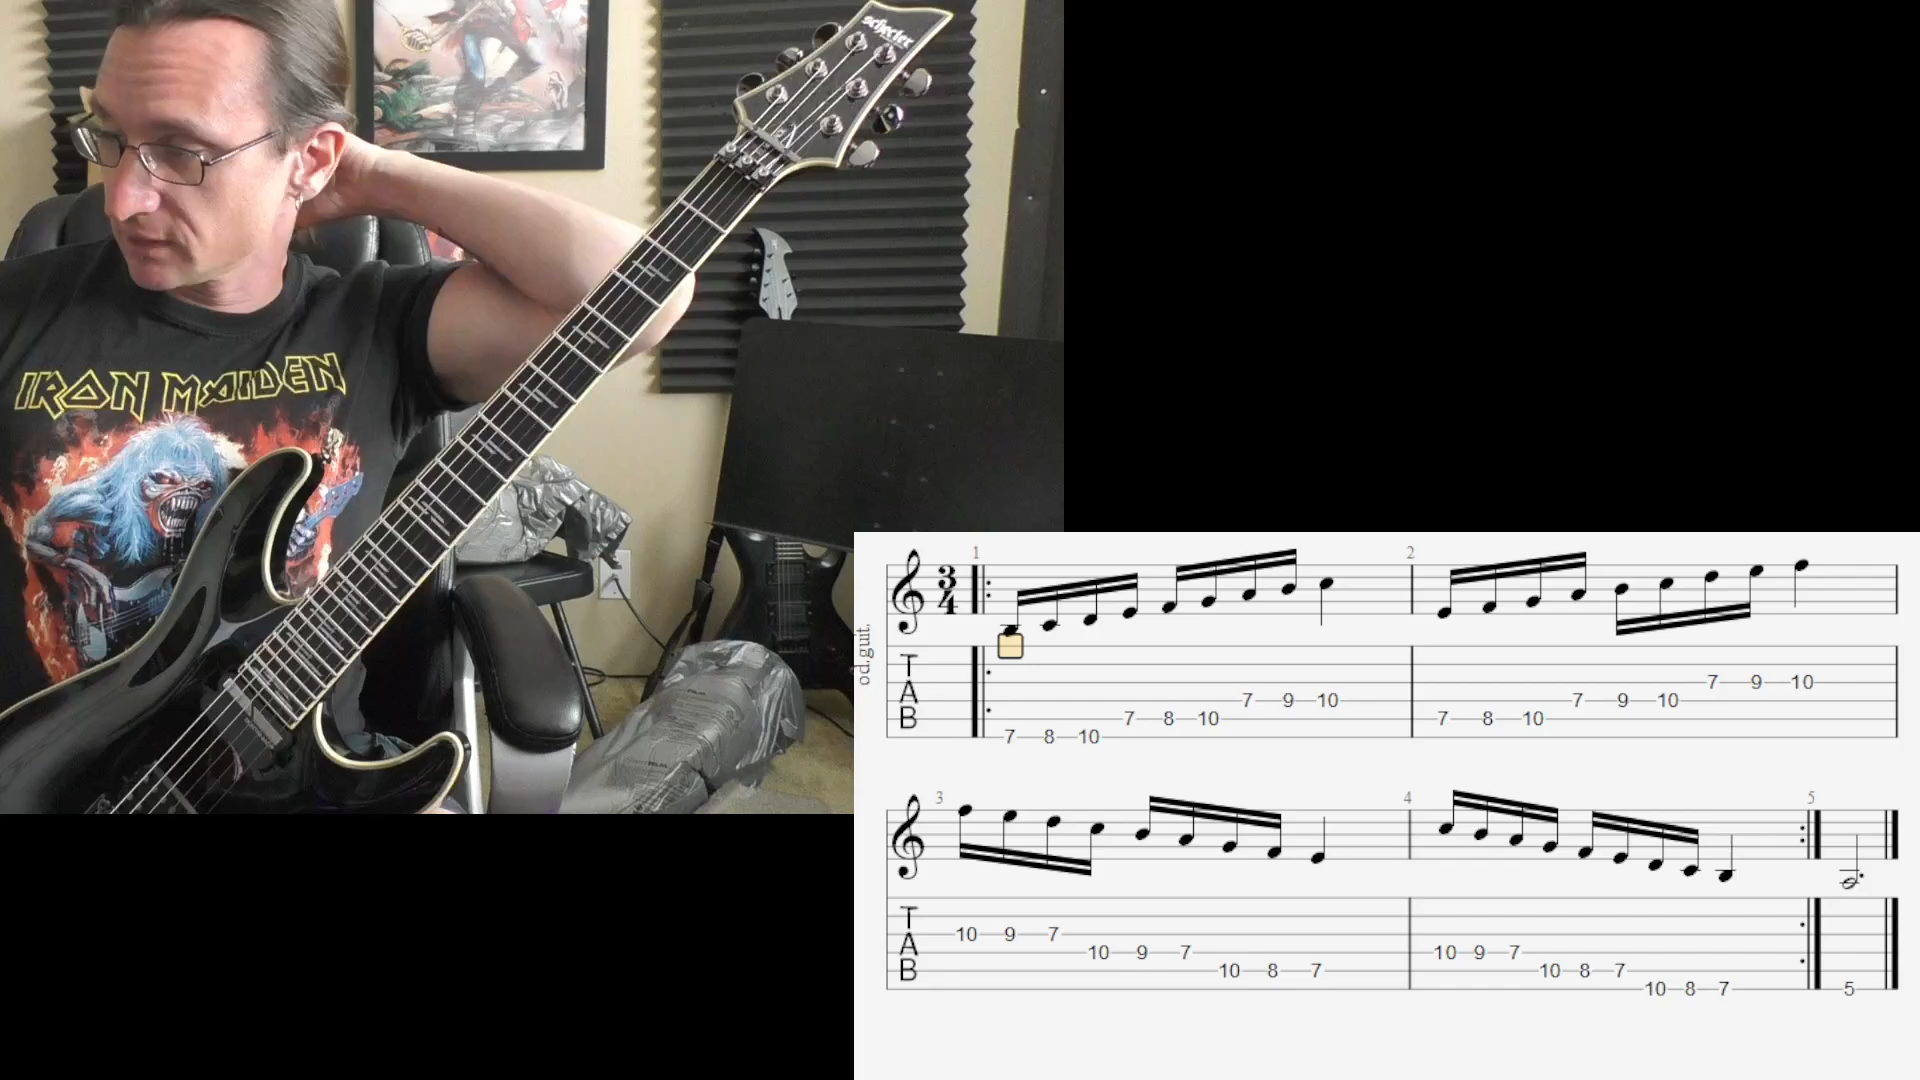 Schecter
IRON MAIDEN
od.guit.
1 2
3 4
T A B
7 8 10 7 8 10 7 9 10
7 8 10 7 9 10 7 9 10
3 4 5
T A B
10 9 7 10 9 7 10 8 7
10 9 7 10 8 7 10 8 7
5